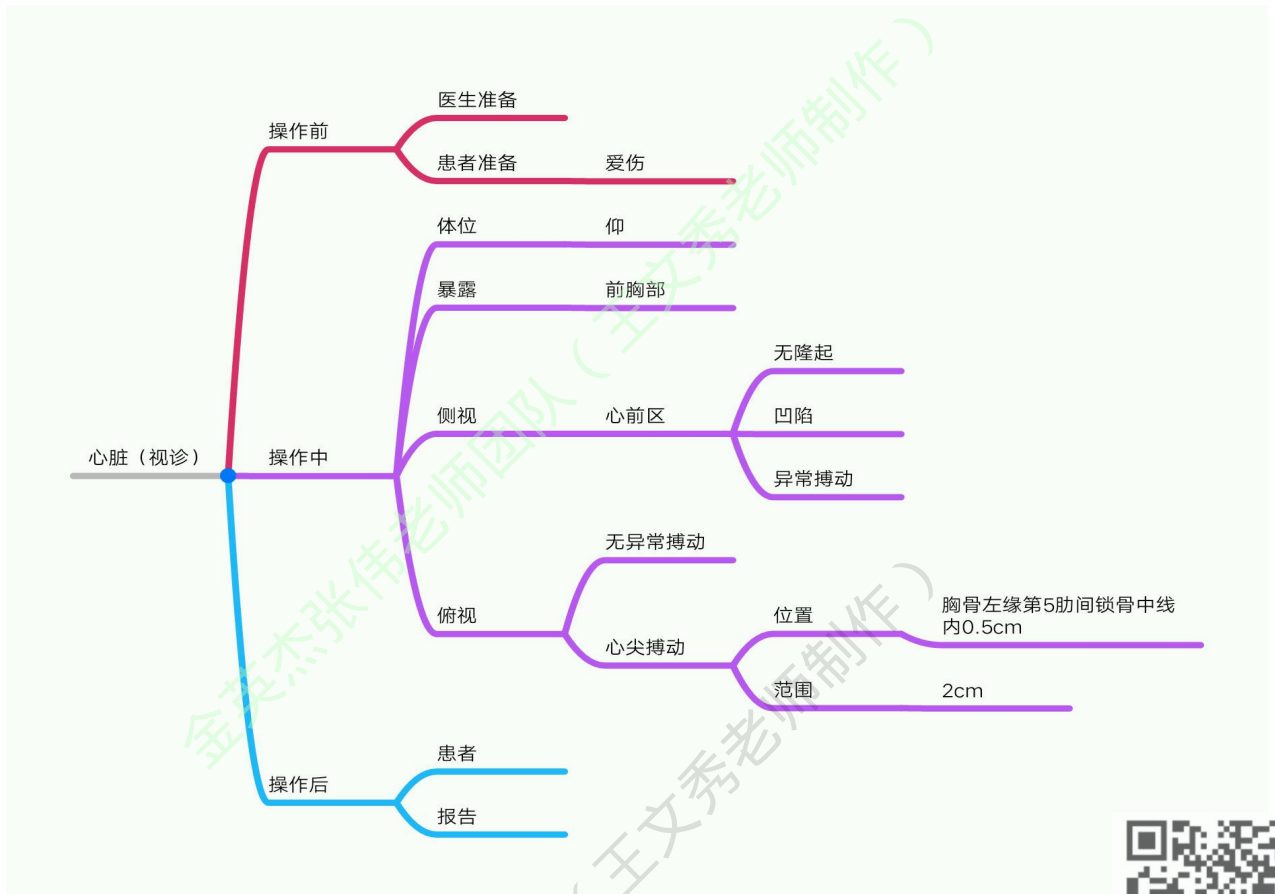 医生准备
操作前
患者准备
爱伤
体位
仰
暴露
前胸部
无隆起
侧视
心前区
凹陷
心脏（视诊）
操作中
异常搏动
无异常搏动
俯视
心尖搏动
位置
胸骨左缘第5肋间锁骨中线
内0.5cm
范围
2cm
操作后
患者
报告
金英杰张伟老师团队（王文秀老师制作）
（王文秀老师制作）